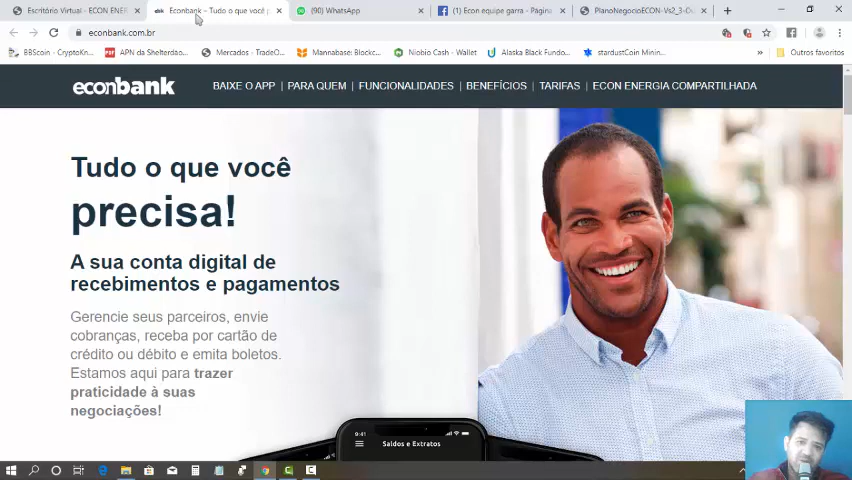 Escritório Virtual - ECON ENER
ebk
Econbank – Tudo o que você p
(90) WhatsApp
(1) Econ equipe garra - Página
PlanoNegocioECON-Vs2_3-Ou
econbank.com.br
BBScoin - CryptoKn...
APN da Shelterdão...
Mercados - TradeO...
Mannabase: Blockc...
Niobio Cash - Wallet
Alaska Black Fundo...
stardustCoin Minin...
»
Outros favoritos
econbank
BAIXE O APP | PARA QUEM | FUNCIONALIDADES | BENEFÍCIOS | TARIFAS | ECON ENERGIA COMPARTILHADA
Tudo o que você
precisa!
A sua conta digital de
recebimentos e pagamentos
Gerencie seus parceiros, envie
cobranças, receba por cartão de
crédito ou débito e emita boletos.
Estamos aqui para trazer
praticidade à suas
negociações!
9:41
Saldos e Extratos